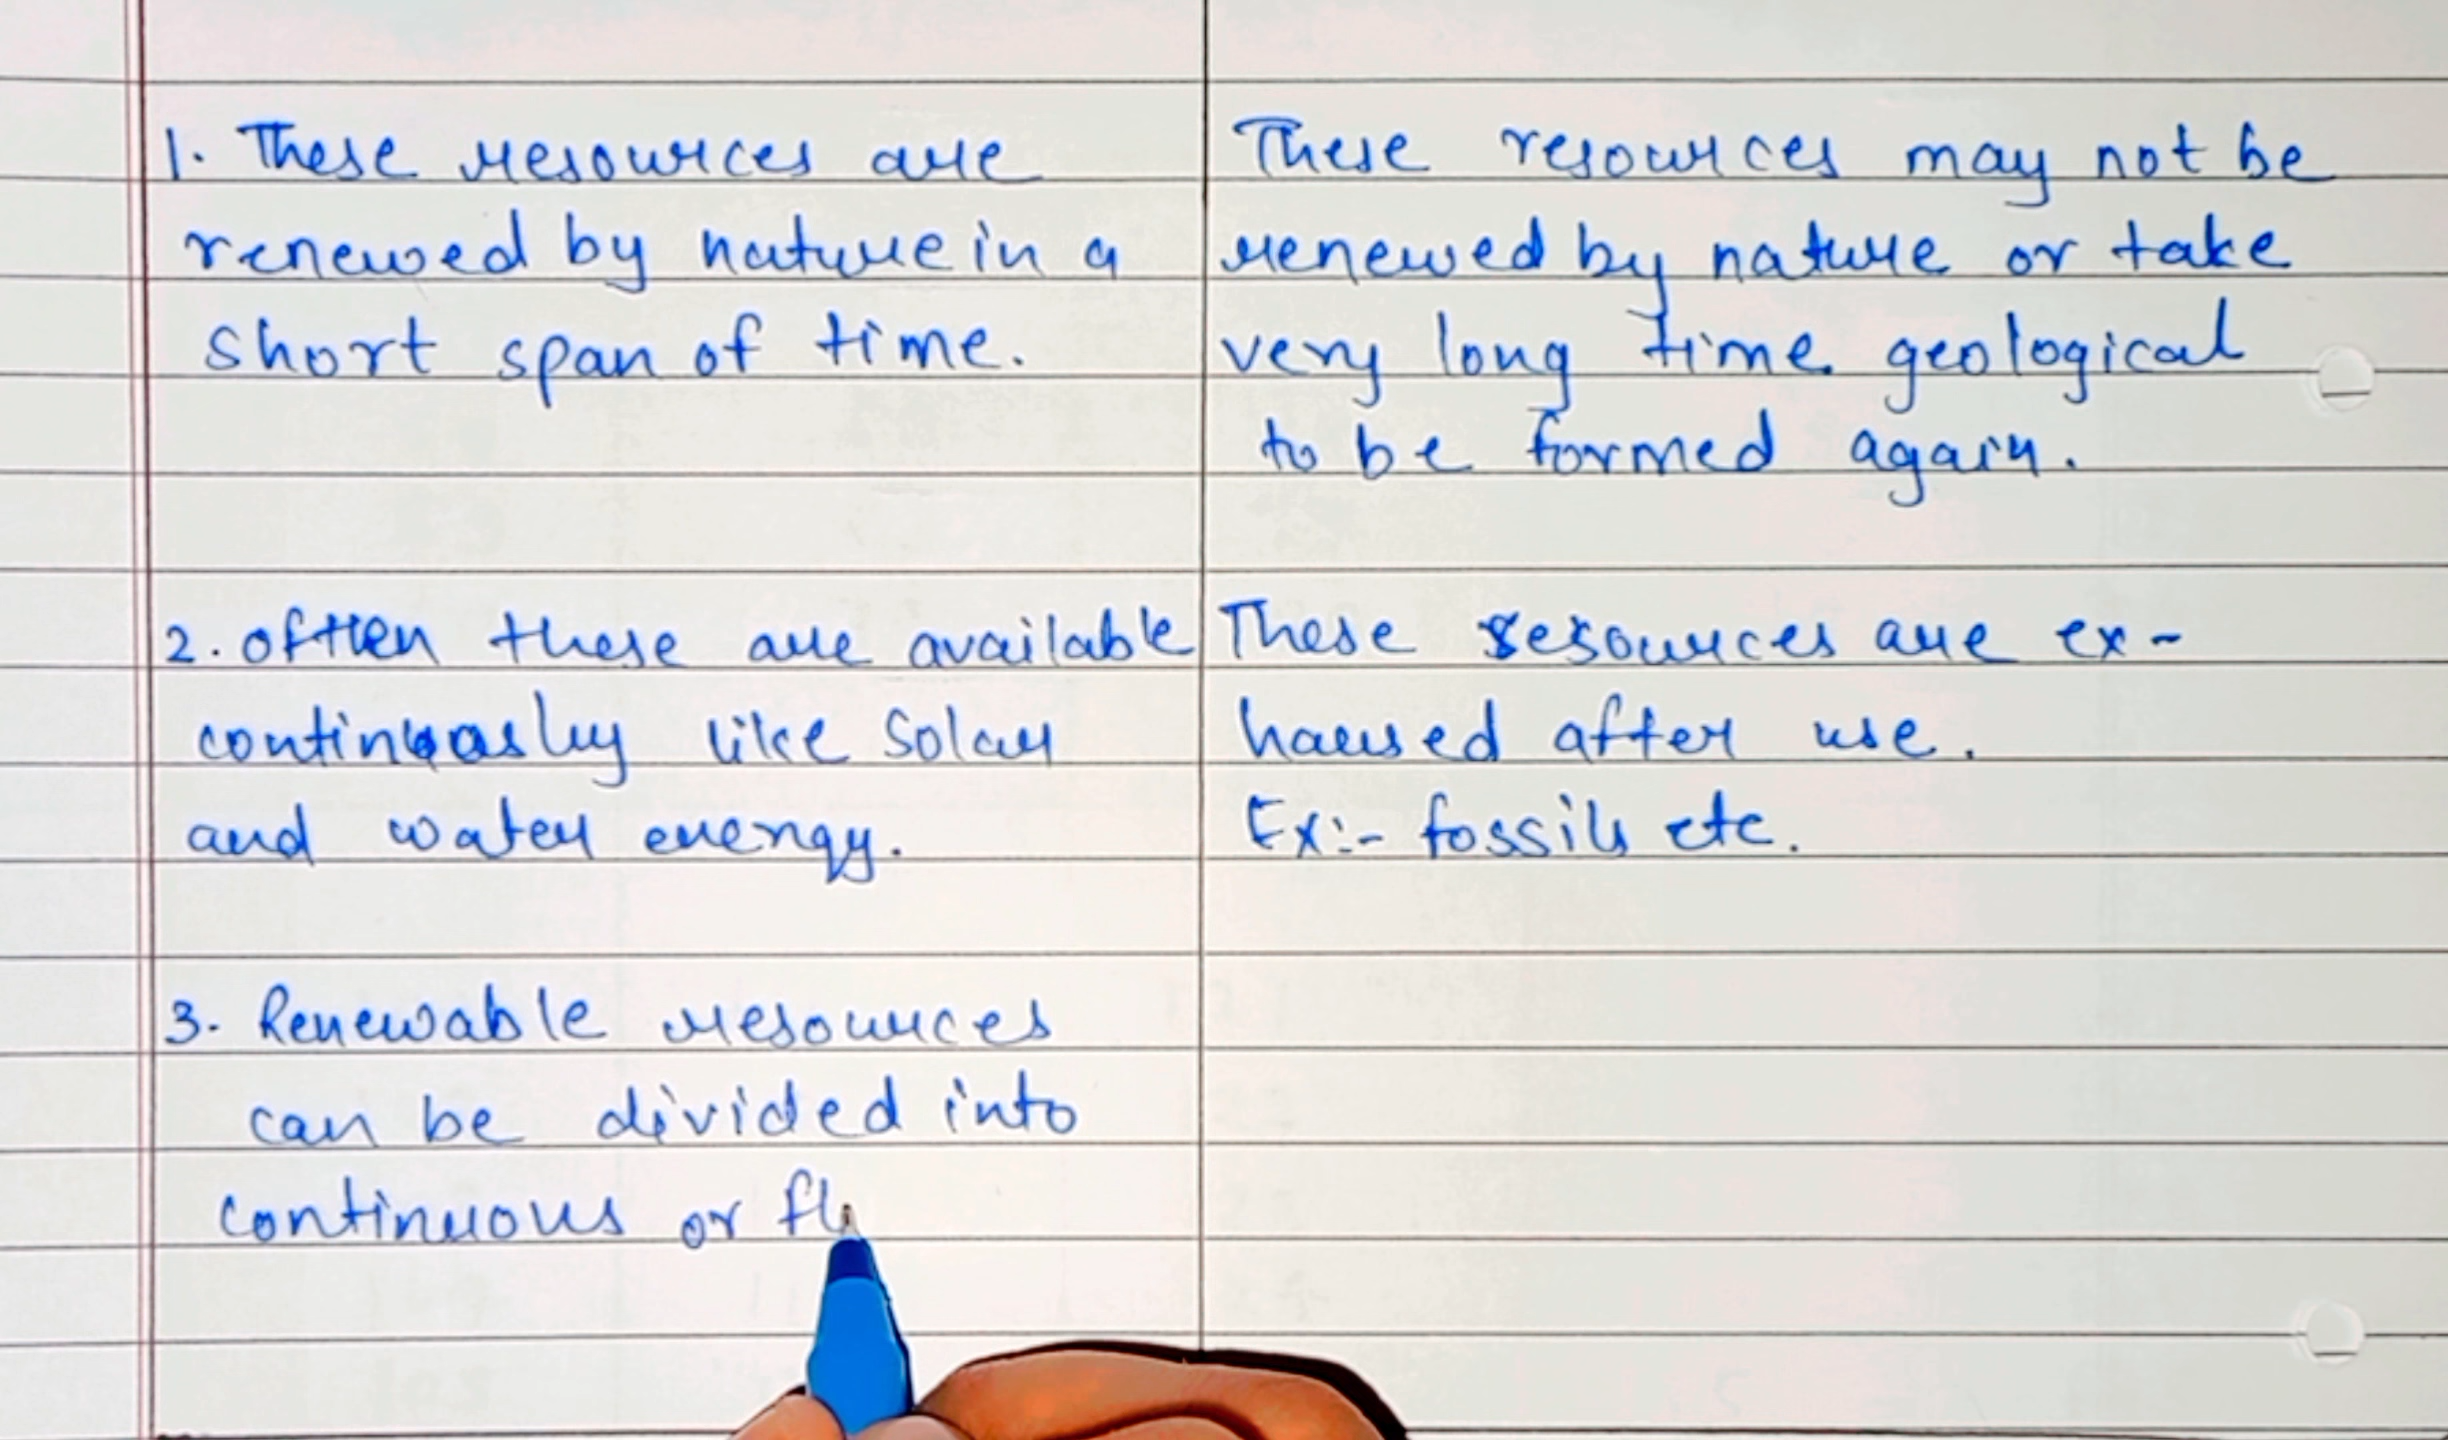 1. These resources are
renewed by nature in a
short span of time.
These resources may not be
renewed by nature or take
very long time geological
to be formed again.
2. often these are available
continuously like Solar
and water energy.
These resources are ex-
haused after use.
Ex:- fossils etc.
3. Renewable resources
can be divided into
continuous or fl